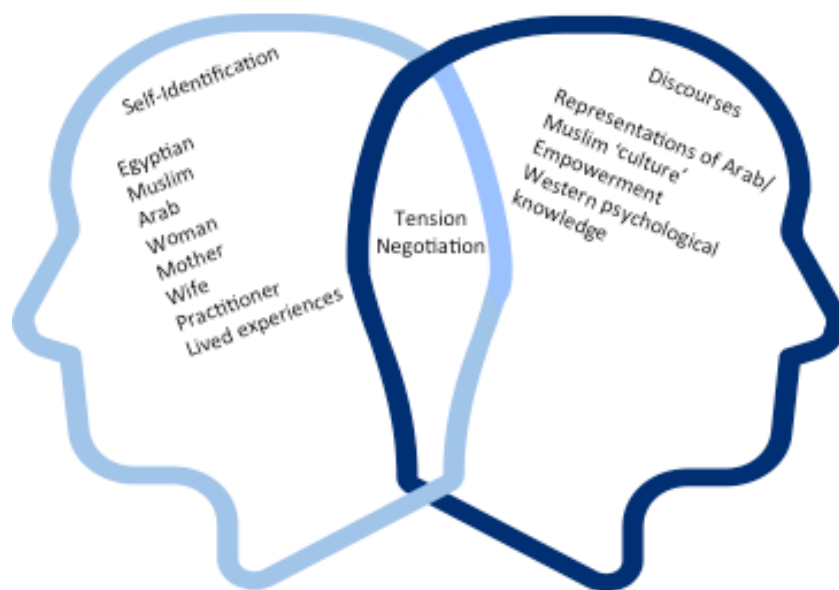 Self-Identification
Egyptian
Muslim
Arab
Woman
Mother
Wife
Practitioner
Lived experiences
Tension
Negotiation
Discourses
Representations of Arab/
Muslim ‘culture’
Empowerment
Western psychological
knowledge